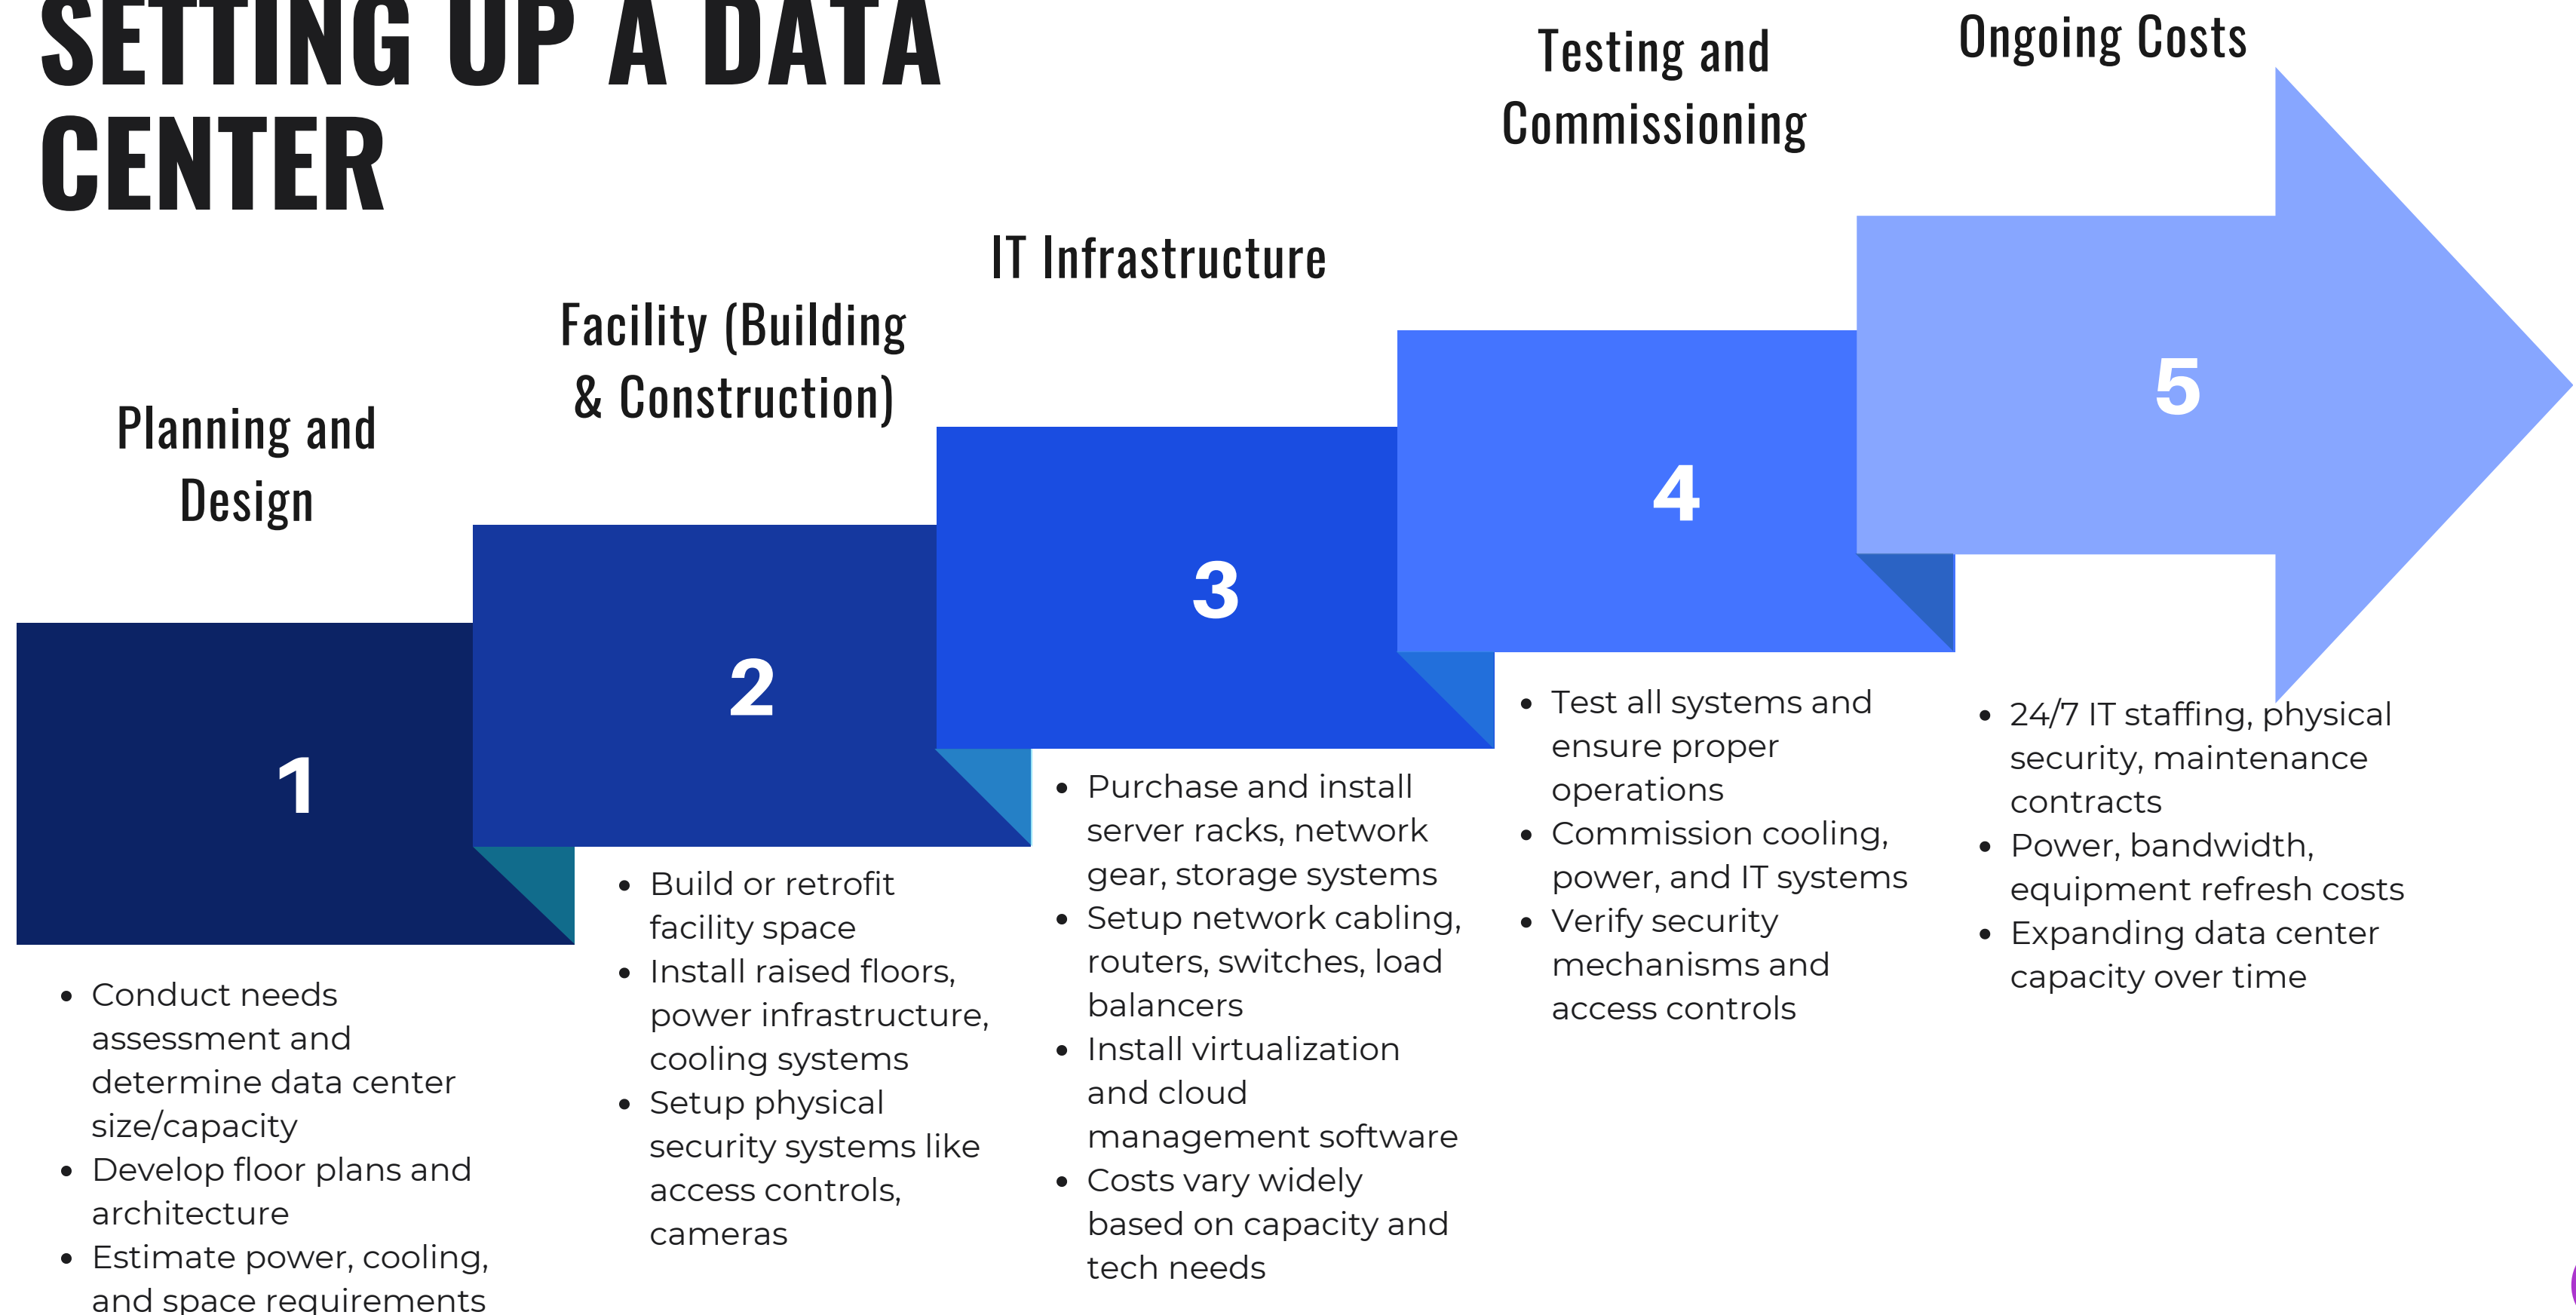 SETTING UP A DATA
CENTER
Planning and
Design
1
• Conduct needs
assessment and
determine data center
size/capacity
• Develop floor plans and
architecture
• Estimate power, cooling,
and space requirements
Facility (Building
& Construction)
2
• Build or retrofit
facility space
• Install raised floors,
power infrastructure,
cooling systems
• Setup physical
security systems like
access controls,
cameras
IT Infrastructure
3
• Purchase and install
server racks, network
gear, storage systems
• Setup network cabling,
routers, switches, load
balancers
• Install virtualization
and cloud
management software
• Costs vary widely
based on capacity and
tech needs
Testing and
Commissioning
4
• Test all systems and
ensure proper
operations
• Commission cooling,
power, and IT systems
• Verify security
mechanisms and
access controls
Ongoing Costs
5
• 24/7 IT staffing, physical
security, maintenance
contracts
• Power, bandwidth,
equipment refresh costs
• Expanding data center
capacity over time